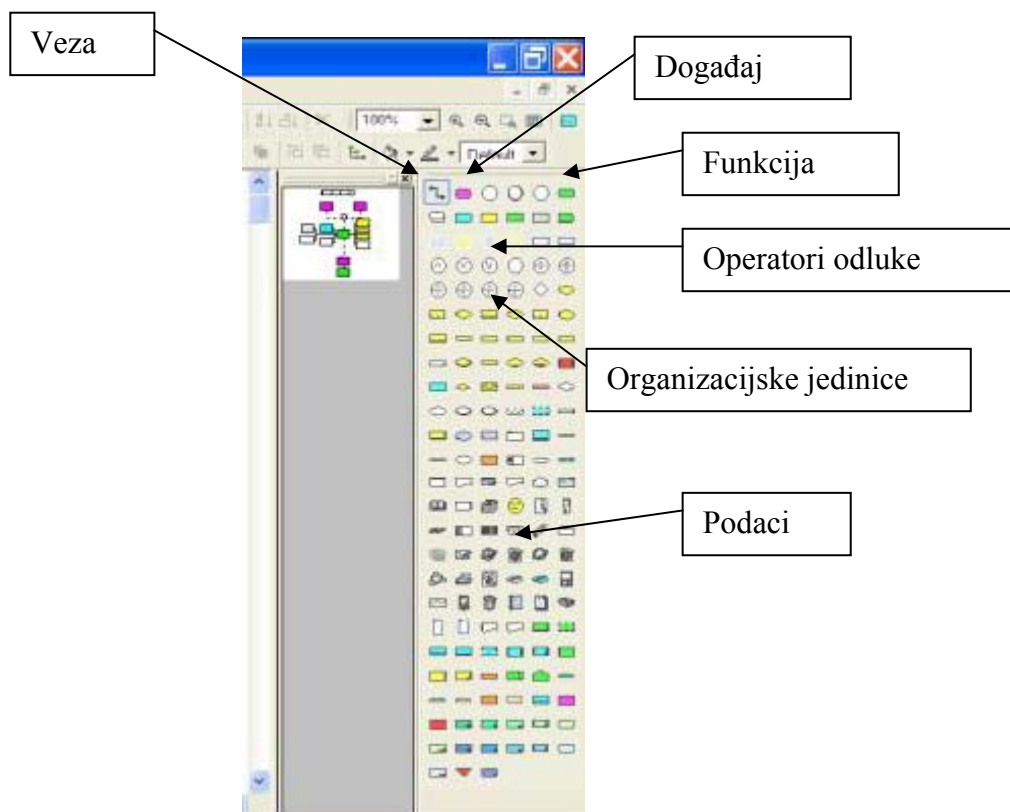 Veza
Događaj
100%
Default
Funkcija
Operatori odluke
Organizacijske jedinice
Podaci